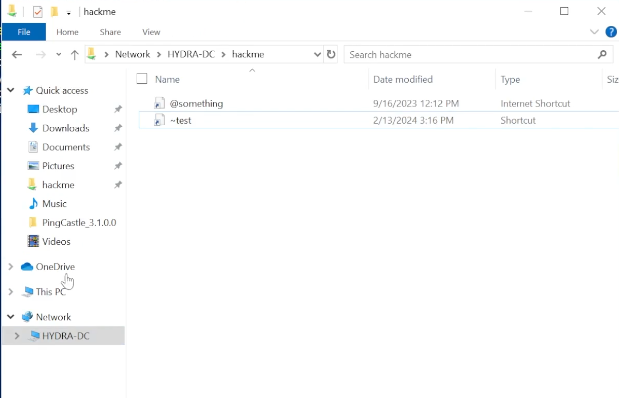 hackme
File Home Share View
Network HYDRA-DC hackme Search hackme
Name Date modified Type Siz
Quick access
Desktop
Downloads
Documents
Pictures
hackme
Music
PingCastle_3.1.0.0
Videos
OneDrive
This PC
Network
HYDRA-DC
@something 9/16/2023 12:12 PM Internet Shortcut
~test 2/13/2024 3:16 PM Shortcut